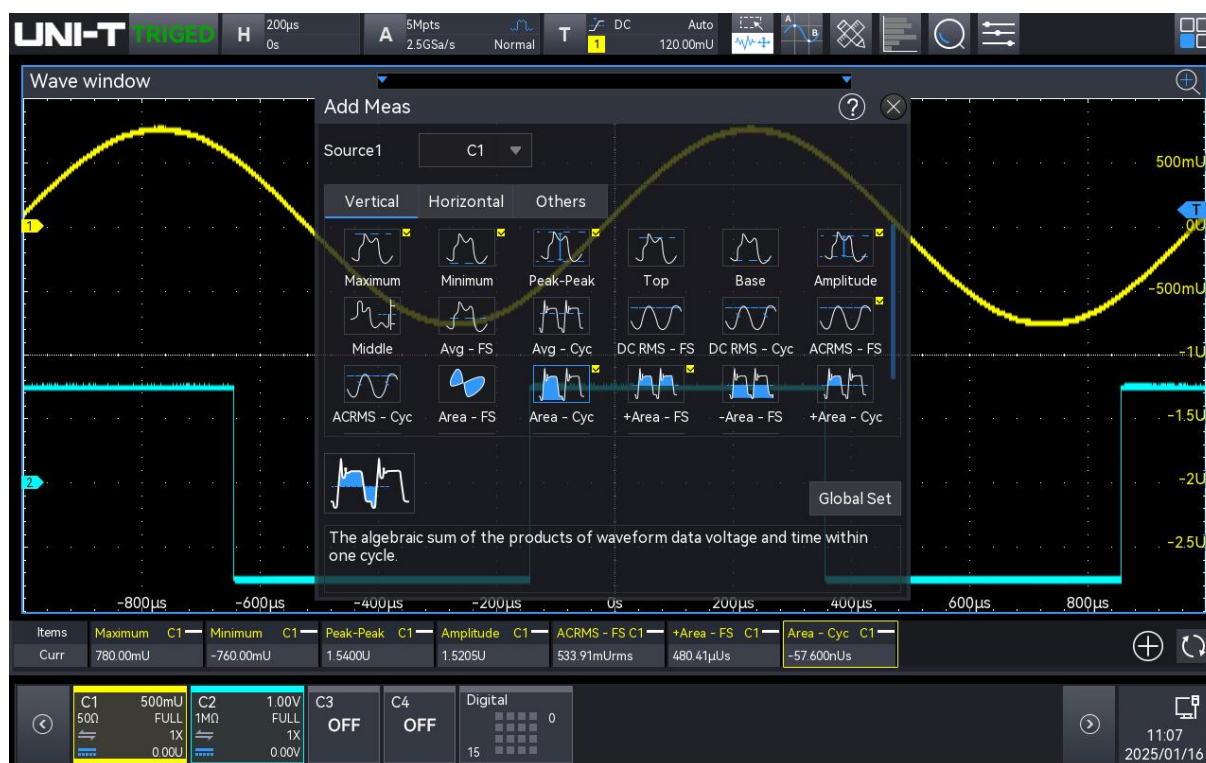 UNI-T TRIGED H 200µs 0s A 5Mpts 2.5GSa/s Normal T DC 1 Auto 120.00mU A B
Wave window
Add Meas ?
Source1 C1
Vertical Horizontal Others
Maximum Minimum Peak-Peak Top Base Amplitude
Middle Avg - FS Avg - Cyc DC RMS - FS DC RMS - Cyc ACRMS - FS
ACRMS - Cyc Area - FS Area - Cyc +Area - FS -Area - FS +Area - Cyc
Global Set
The algebraic sum of the products of waveform data voltage and time within
one cycle.
500mU
T
1 0U
-500mU
-1U
-1.5U
2 -2U
-2.5U
-800µs -600µs -400µs -200µs 0s 200µs 400µs 600µs 800µs
Items Maximum C1 Minimum C1 Peak-Peak C1 Amplitude C1 ACRMS - FS C1 +Area - FS C1 Area - Cyc C1
Curr 780.00mU -760.00mU 1.5400U 1.5205U 533.91mUrms 480.41µUs -57.600nUs
C1 500mU C2 1.00V C3 C4 Digital
50Ω FULL 1MΩ FULL OFF OFF 0
1X 1X
0.00U 0.00V 15
11:07
2025/01/16